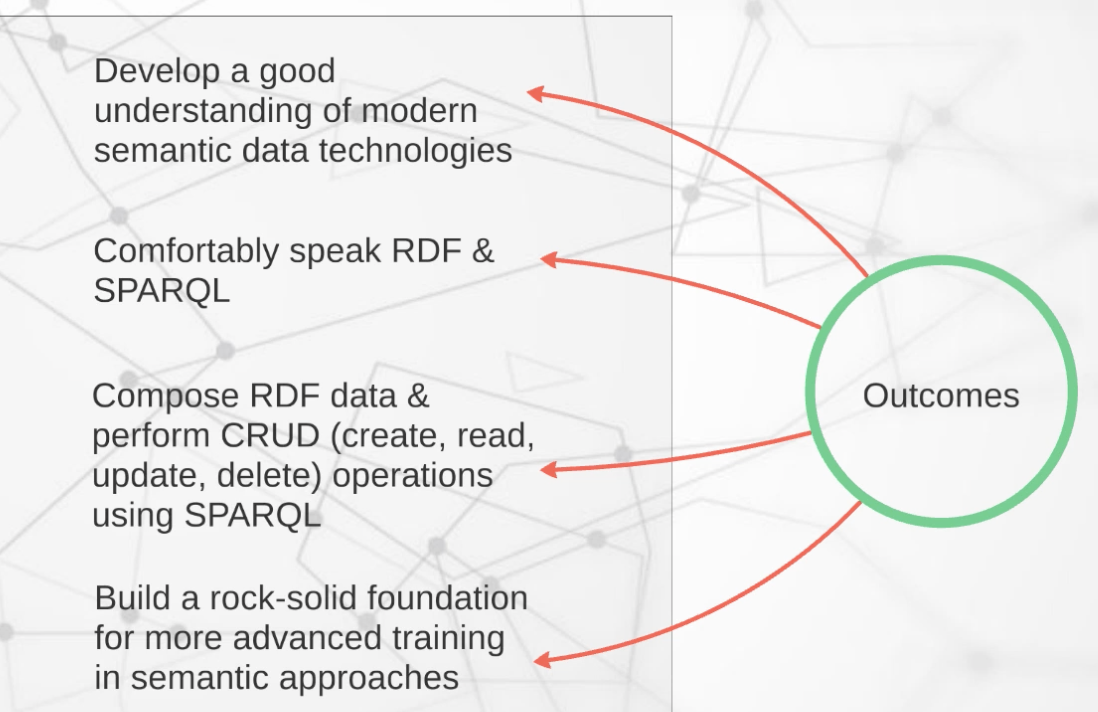 Develop a good
understanding of modern
semantic data technologies
Comfortably speak RDF &
SPARQL
Compose RDF data &
perform CRUD (create, read,
update, delete) operations
using SPARQL
Build a rock-solid foundation
for more advanced training
in semantic approaches
Outcomes